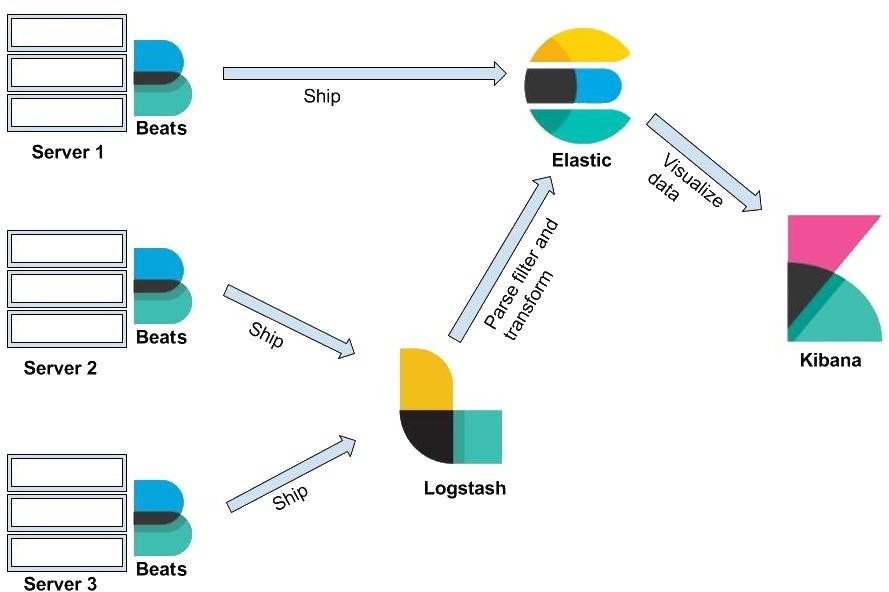 Beats
Server 1
Ship
Elastic
Visualize
data
Beats
Server 2
Ship
Parse filter and
transform
Kibana
Logstash
Ship
Beats
Server 3